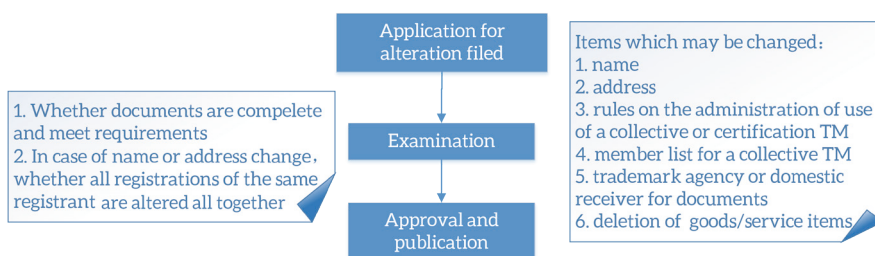 Application for
alteration filed
1. Whether documents are compelete
and meet requirements
2. In case of name or address change,
whether all registrations of the same
registrant are altered all together
Examination
Approval and
publication
Items which may be changed:
1. name
2. address
3. rules on the administration of use
of a collective or certification TM
4. member list for a collective TM
5. trademark agency or domestic
receiver for documents
6. deletion of goods/service items